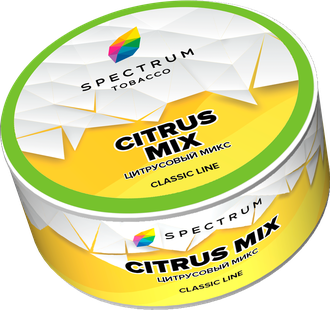 SPECTRUM
TOBACCO
CITRUS
MIX
ЦИТРУСОВЫЙ МИКС
CLASSIC LINE
SPECTRUM
CITRUS MIX
ЦИТРУСОВЫЙ МИКС
CLASSIC LINE